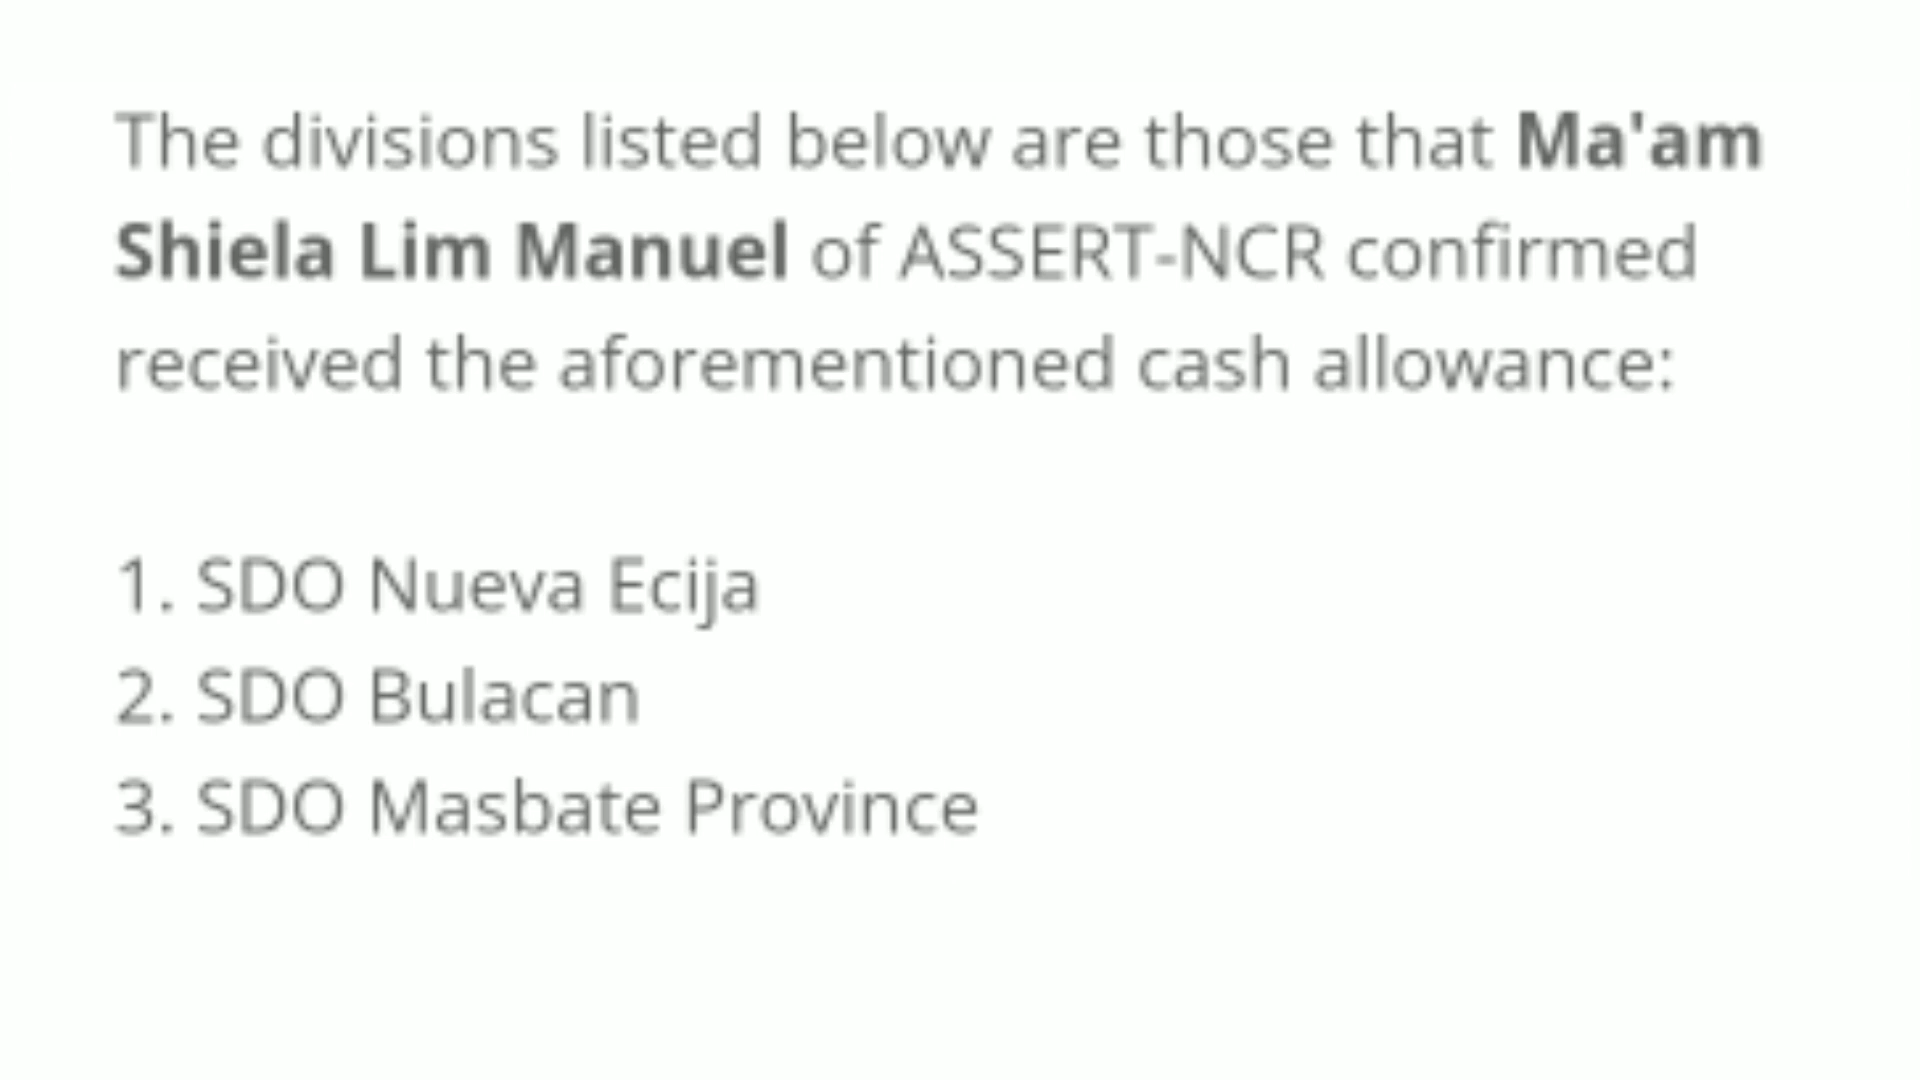 The divisions listed below are those that Ma'am
Shiela Lim Manuel of ASSERT-NCR confirmed
received the aforementioned cash allowance:
1. SDO Nueva Ecija
2. SDO Bulacan
3. SDO Masbate Province